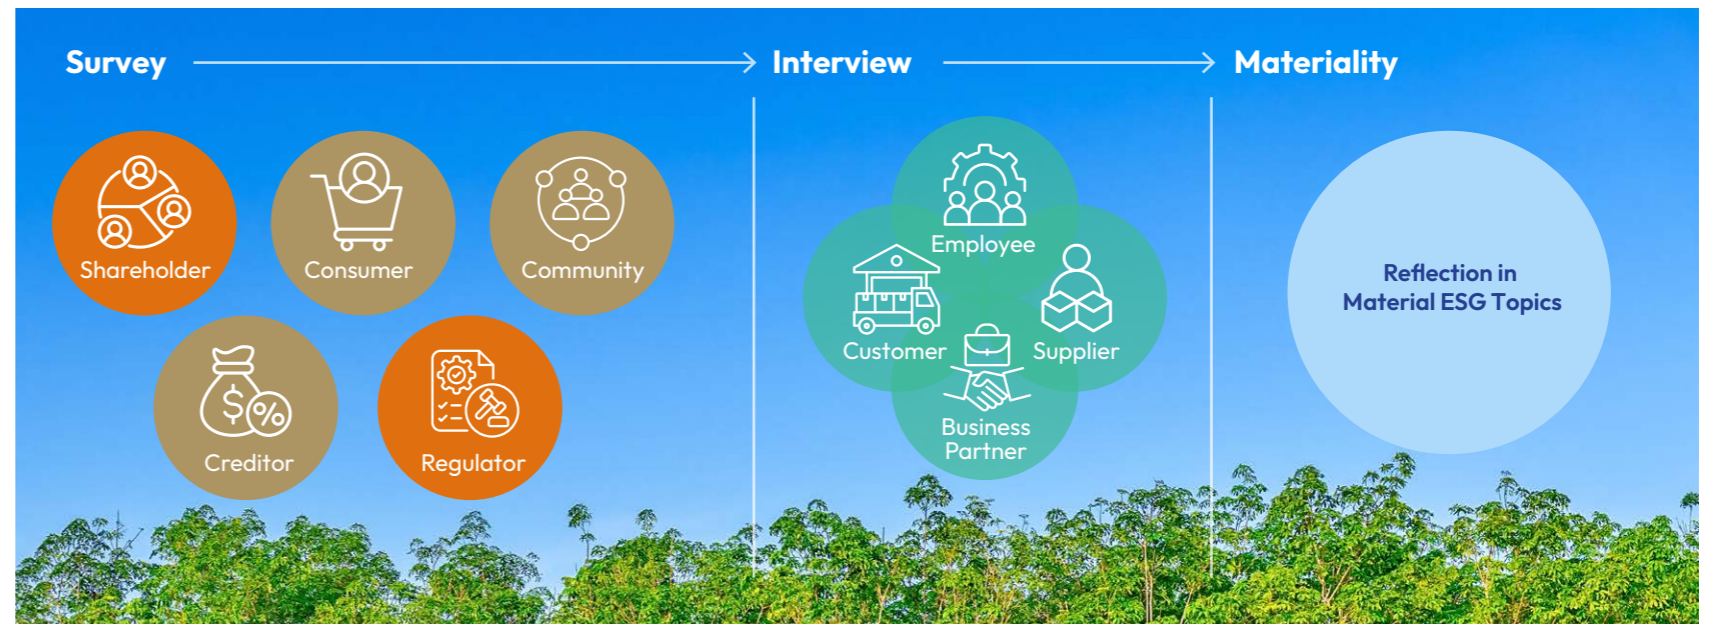 Survey
Interview
Materiality
Shareholder
Consumer
Community
Creditor
Regulator
Employee
Customer
Supplier
Business
Partner
Reflection in
Material ESG Topics
$
%